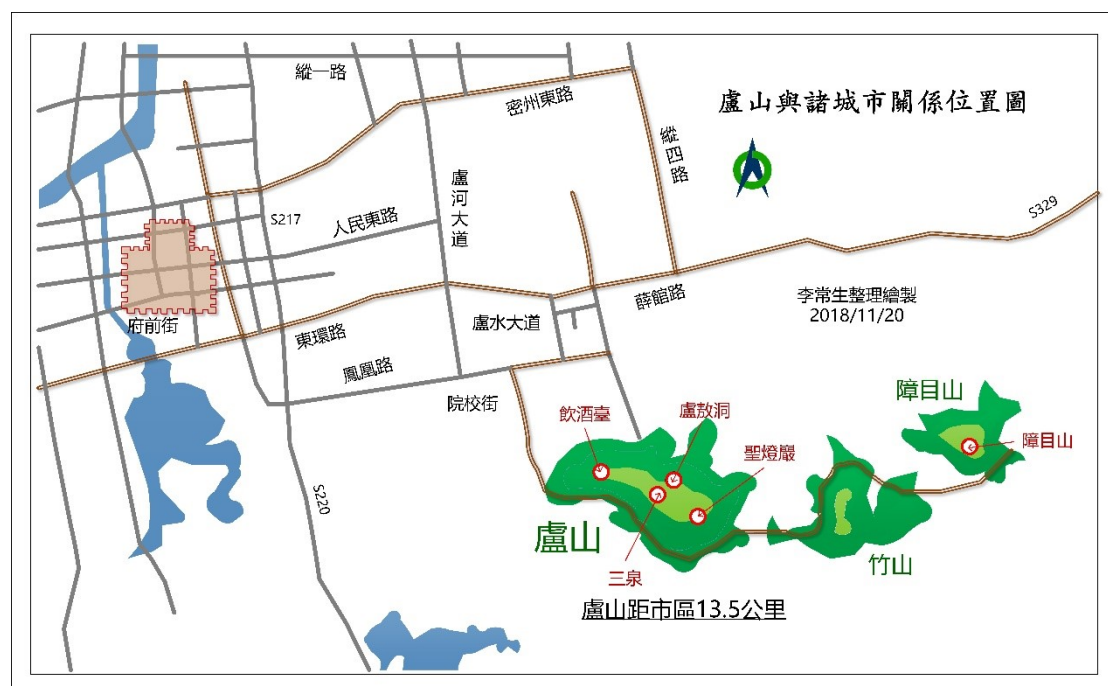 盧山與諸城市關係位置圖
縱一路
密州東路
縱四路
盧河大道
S217
人民東路
S329
薛館路
李常生整理繪製
2018/11/20
府前街
東環路
盧水大道
鳳凰路
院校街
S220
飲酒臺
盧敖洞
聖燈巖
三泉
盧山
障目山
障目山
竹山
盧山距市區13.5公里